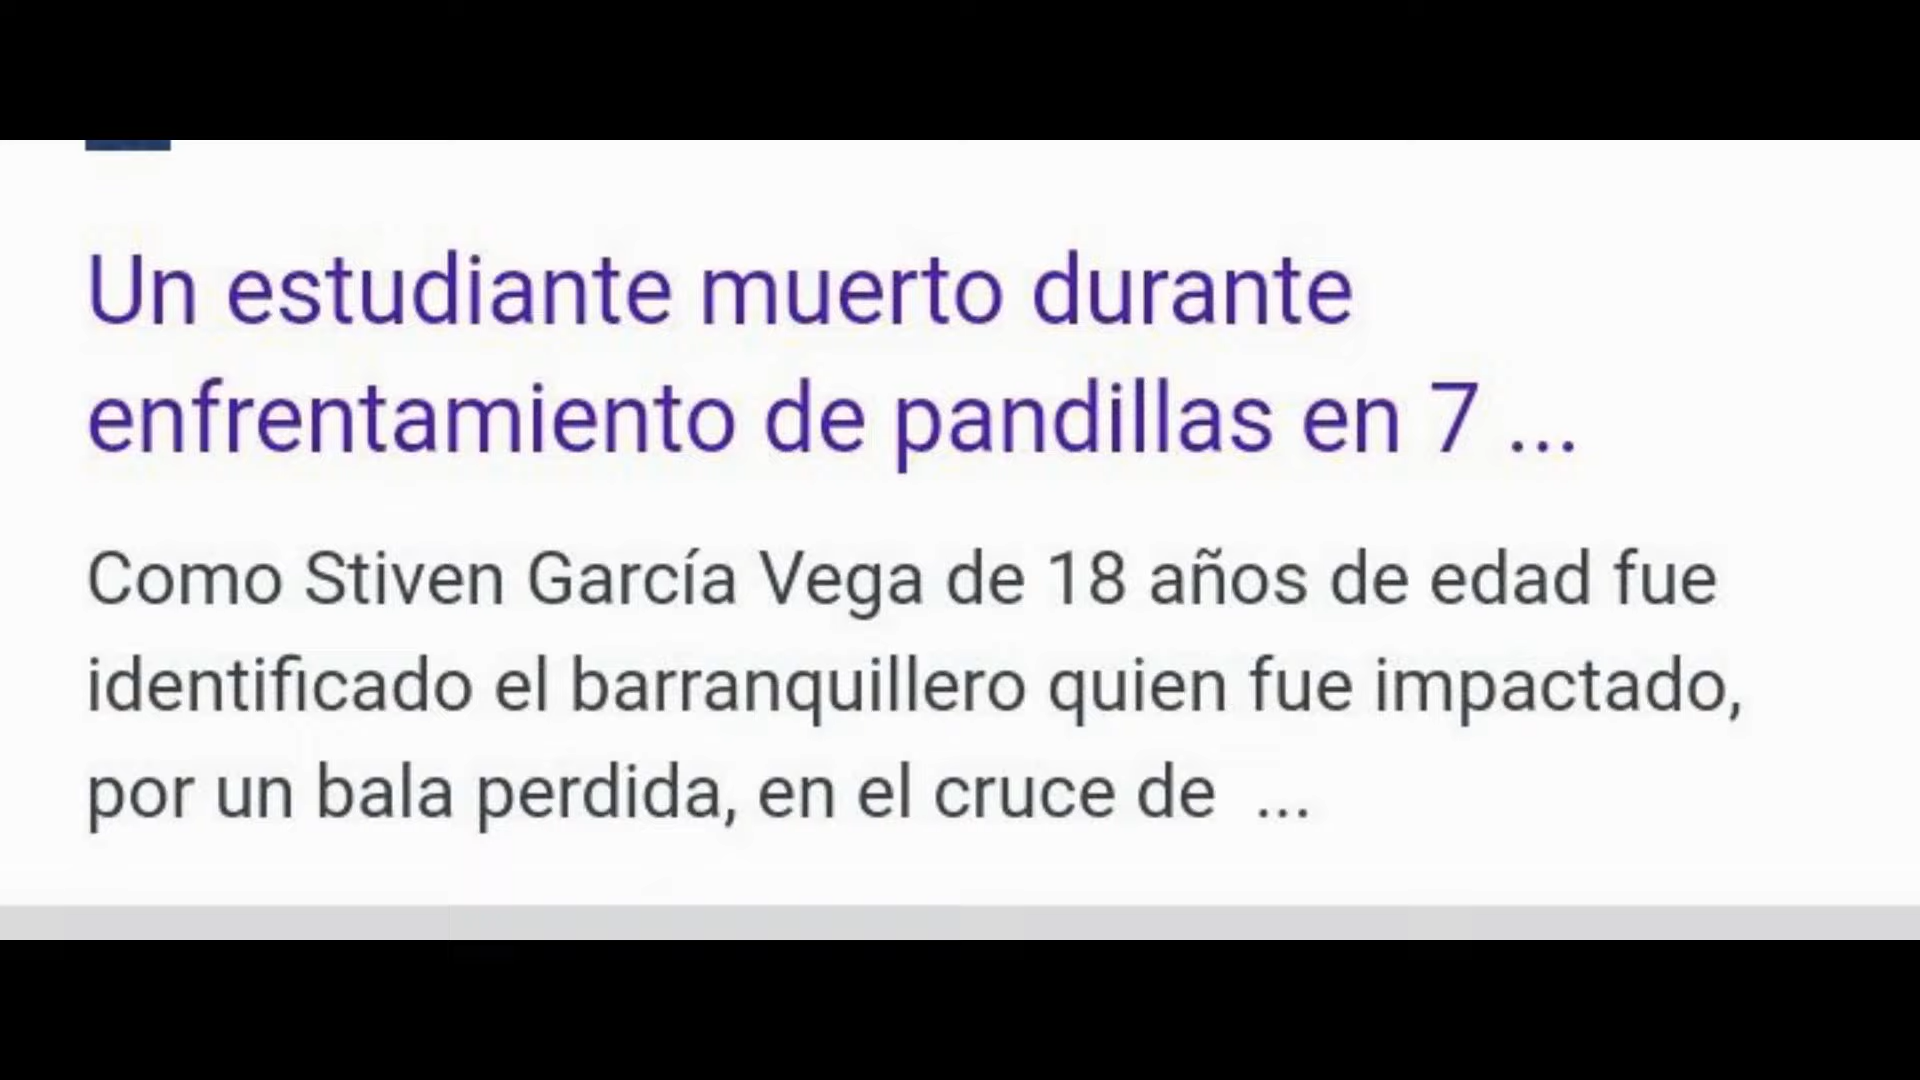 Un estudiante muerto durante
enfrentamiento de pandillas en 7 ...
Como Stiven García Vega de 18 años de edad fue
identificado el barranquillero quien fue impactado,
por un bala perdida, en el cruce de ...